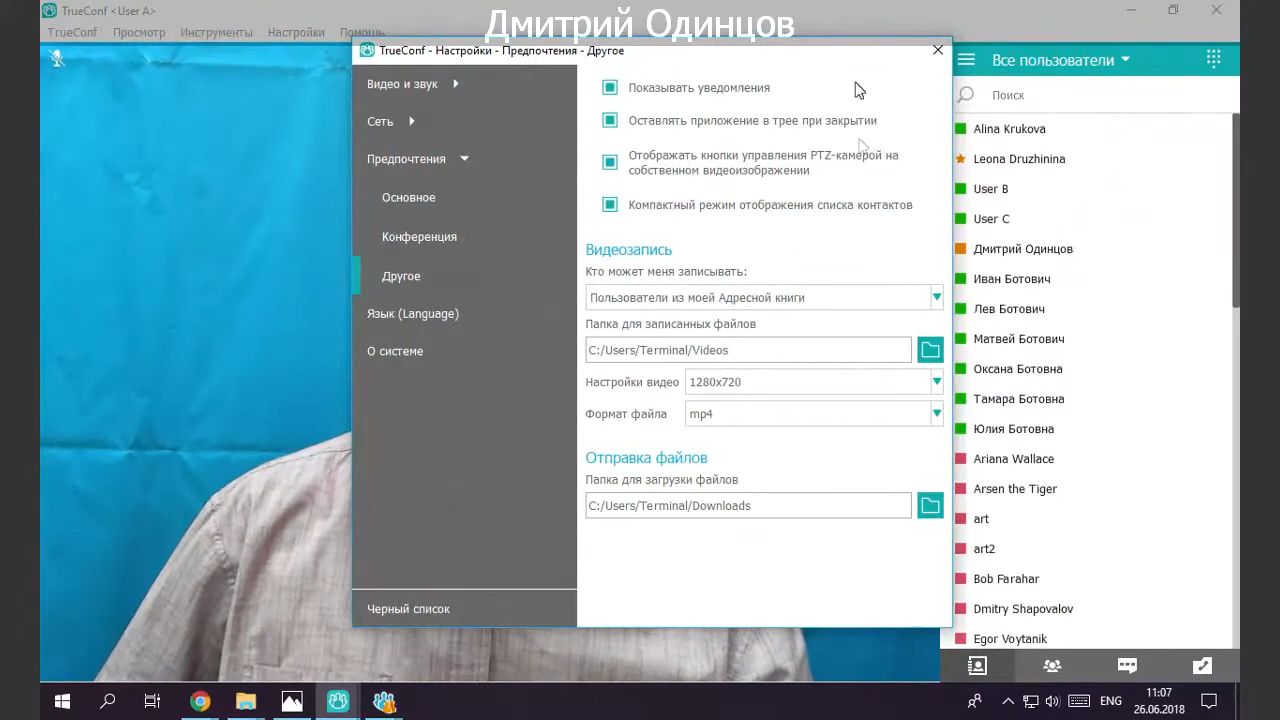 TrueConf <User A>
Дмитрий Одинцов
TrueConf Просмотр Инструменты Настройки Помощь
TrueConf - Настройки - Предпочтения - Другое
Видео и звук
Сеть
Предпочтения
Основное
Конференция
Другое
Язык (Language)
О системе
Черный список
Показывать уведомления
Оставлять приложение в трее при закрытии
Отображать кнопки управления PTZ-камерой на
собственном видеоизображении
Компактный режим отображения списка контактов
Видеозапись
Кто может меня записывать:
Пользователи из моей Адресной книги
Папка для записанных файлов
C:/Users/Terminal/Videos
Настройки видео 1280x720
Формат файла mp4
Отправка файлов
Папка для загрузки файлов
C:/Users/Terminal/Downloads
Все пользователи
Поиск
Alina Krukova
Leona Druzhinina
User B
User C
Дмитрий Одинцов
Иван Ботович
Лев Ботович
Матвей Ботович
Оксана Ботовна
Тамара Ботовна
Юлия Ботовна
Ariana Wallace
Arsen the Tiger
art
art2
Bob Farahar
Dmitry Shapovalov
Egor Voytanik
ENG
11:07
26.06.2018